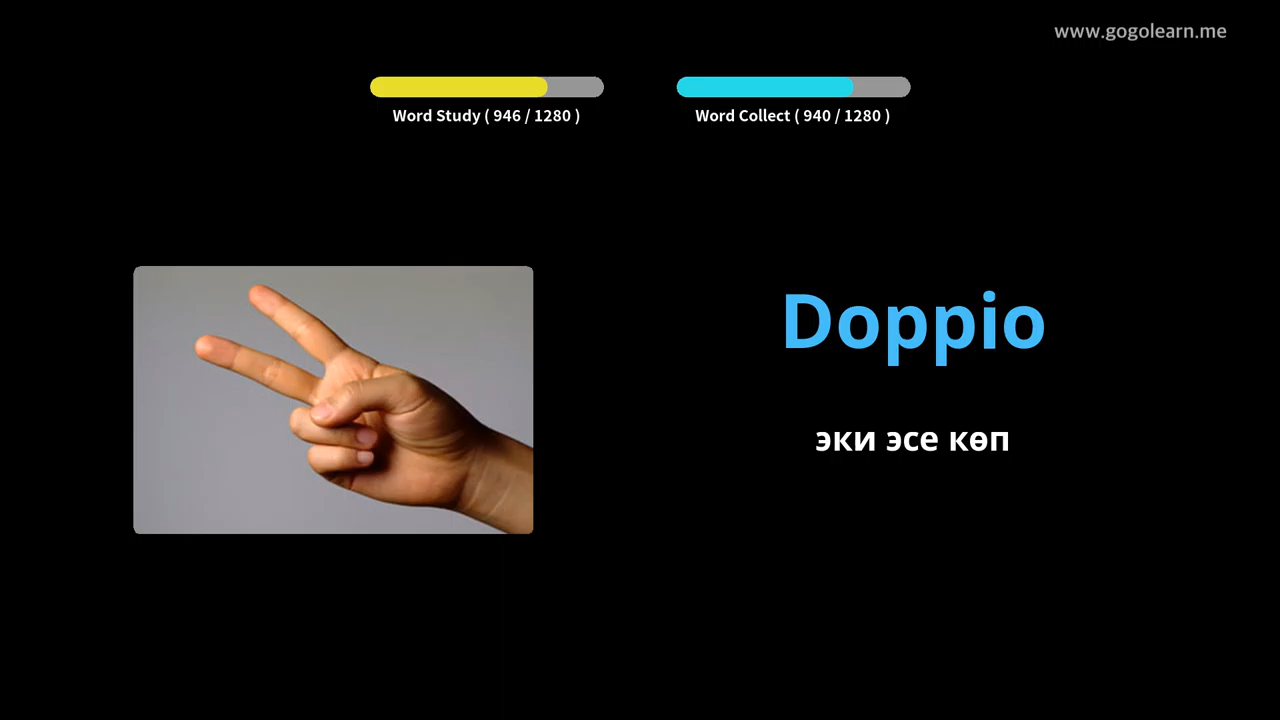 www.gogolearn.me
Word Study ( 946 / 1280 )
Word Collect ( 940 / 1280 )
Doppio
эки эсе көп